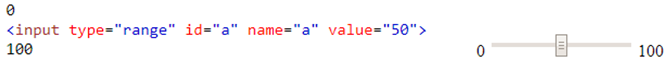 0
<input type="range" id="a" name="a" value="50">
100
0 100